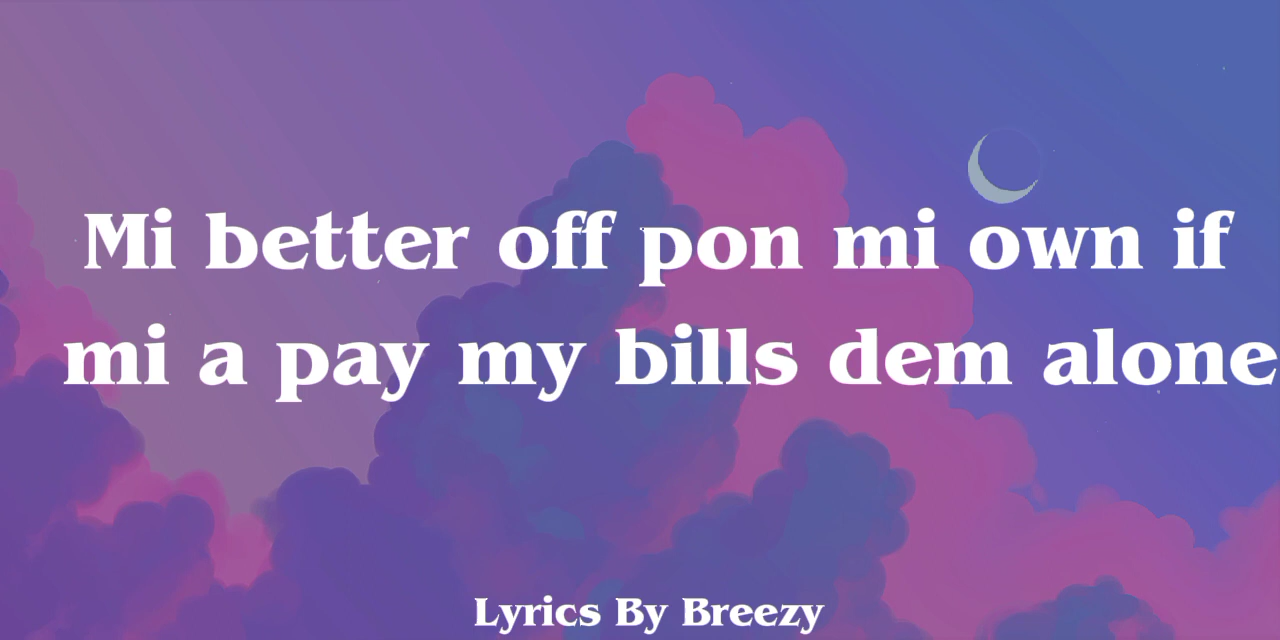 Mi better off pon mi own if
mi a pay my bills dem alone
Lyrics By Breezy